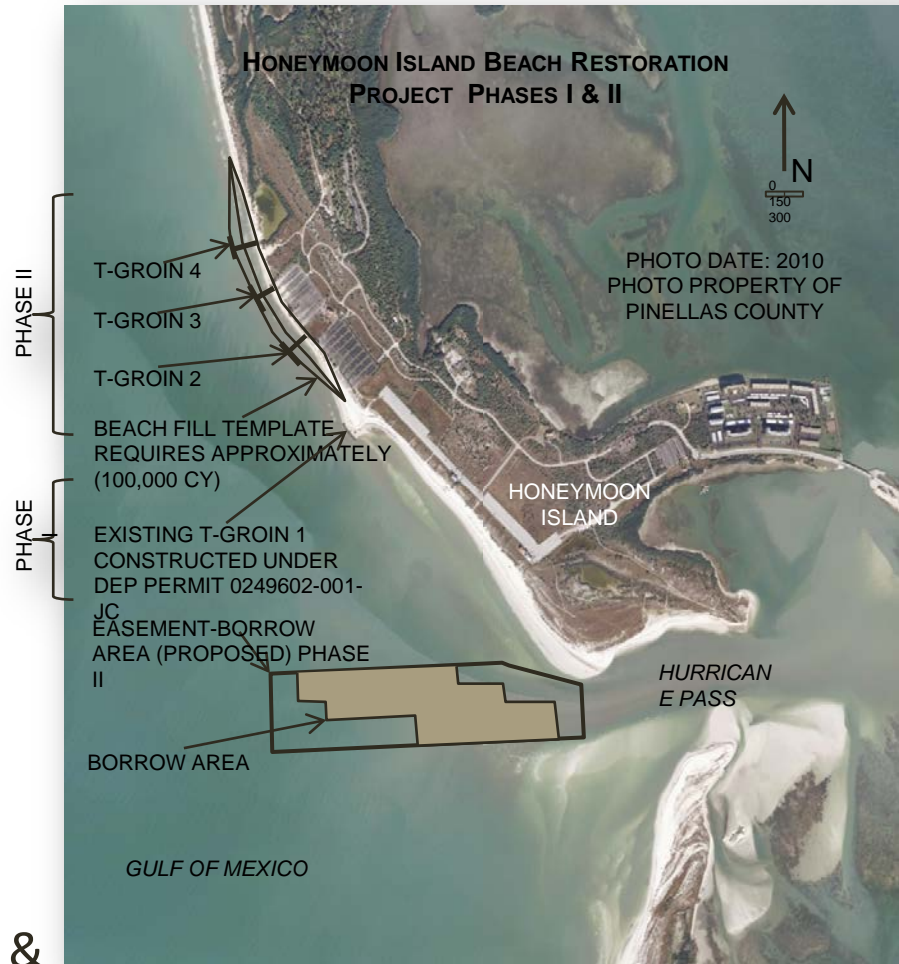 HONEYMOON ISLAND BEACH RESTORATION
PROJECT PHASES I & II
N
0
150
300
PHOTO DATE: 2010
PHOTO PROPERTY OF
PINELLAS COUNTY
PHASE II
T-GROIN 4
T-GROIN 3
T-GROIN 2
BEACH FILL TEMPLATE
REQUIRES APPROXIMATELY
(100,000 CY)
PHASE
I
EXISTING T-GROIN 1
CONSTRUCTED UNDER
DEP PERMIT 0249602-001-
JC
HONEYMOON
ISLAND
EASEMENT-BORROW
AREA (PROPOSED) PHASE
II
HURRICAN
E PASS
BORROW AREA
GULF OF MEXICO
&